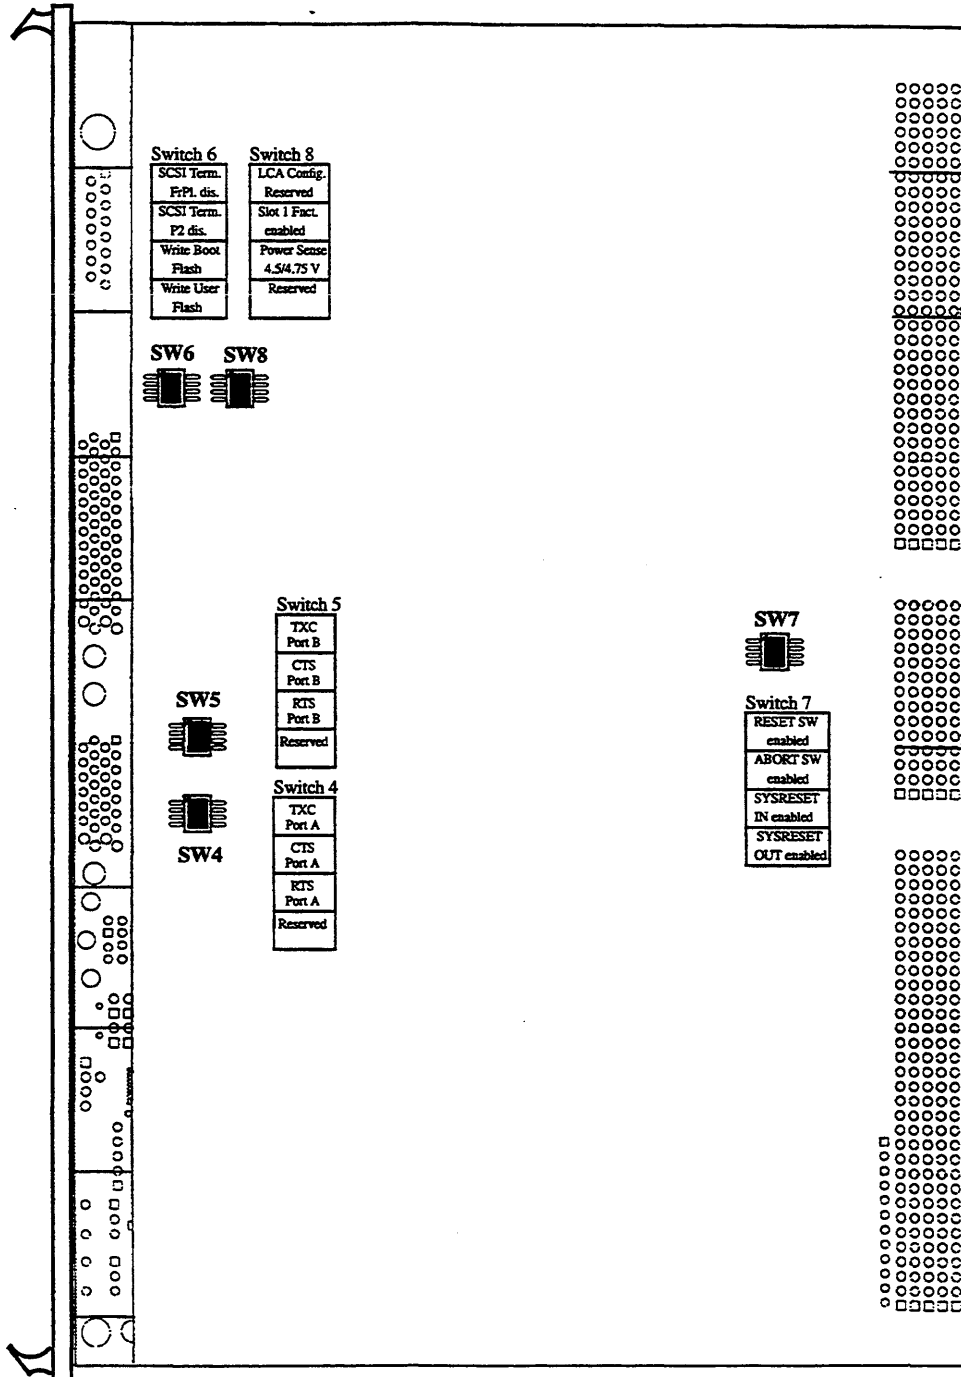 Switch 6
SCSI Term.
FrP1. dis.
SCSI Term.
P2 dis.
Write Boot
Flash
Write User
Flash
Switch 8
LCA Config.
Reserved
Slot 1 Fnct.
enabled
Power Sense
4.5/4.75 V
Reserved
SW6
SW8
Switch 5
TXC
Port B
CTS
Port B
RTS
Port B
Reserved
SW5
Switch 4
TXC
Port A
CTS
Port A
RTS
Port A
Reserved
SW4
SW7
Switch 7
RESET SW
enabled
ABORT SW
enabled
SYSRESET
IN enabled
SYSRESET
OUT enabled